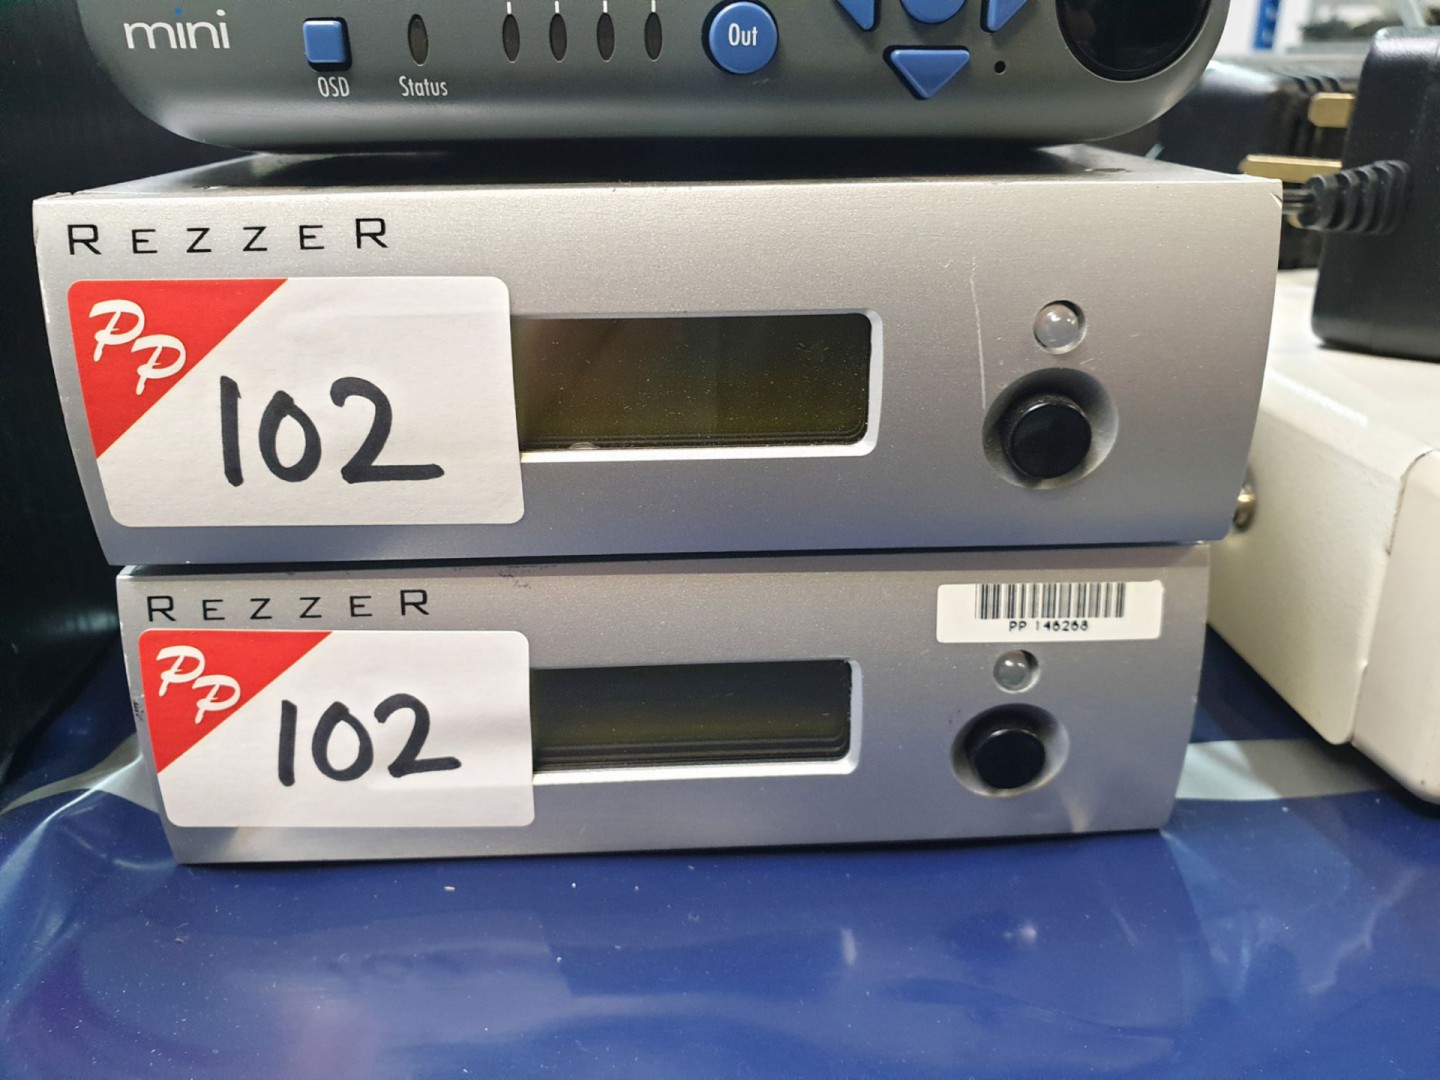 mini
OSD
Status
Out
REZZER
PP
102
REZZER
PP 146268
PP
102